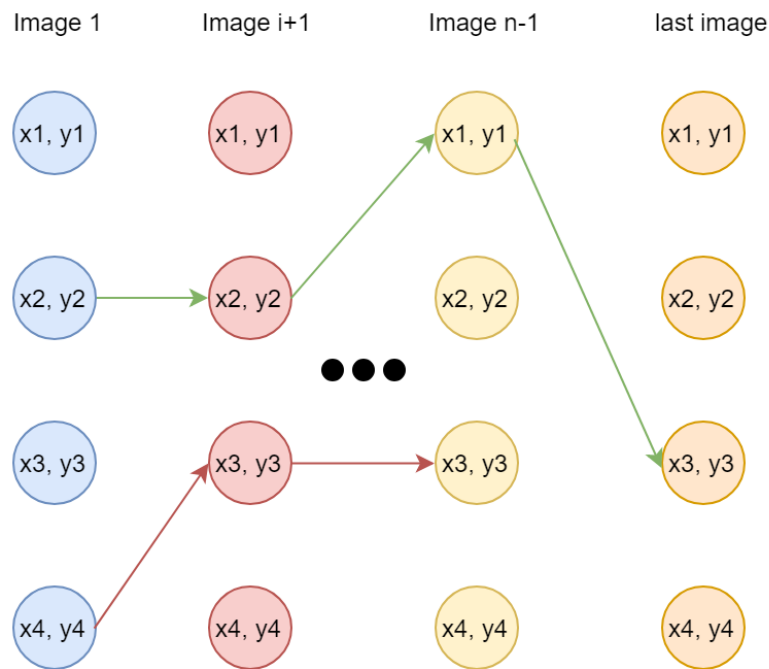 Image 1 Image i+1 Image n-1 last image
x1, y1 x1, y1 x1, y1 x1, y1
x2, y2 x2, y2 x2, y2 x2, y2
x3, y3 x3, y3 x3, y3 x3, y3
x4, y4 x4, y4 x4, y4 x4, y4